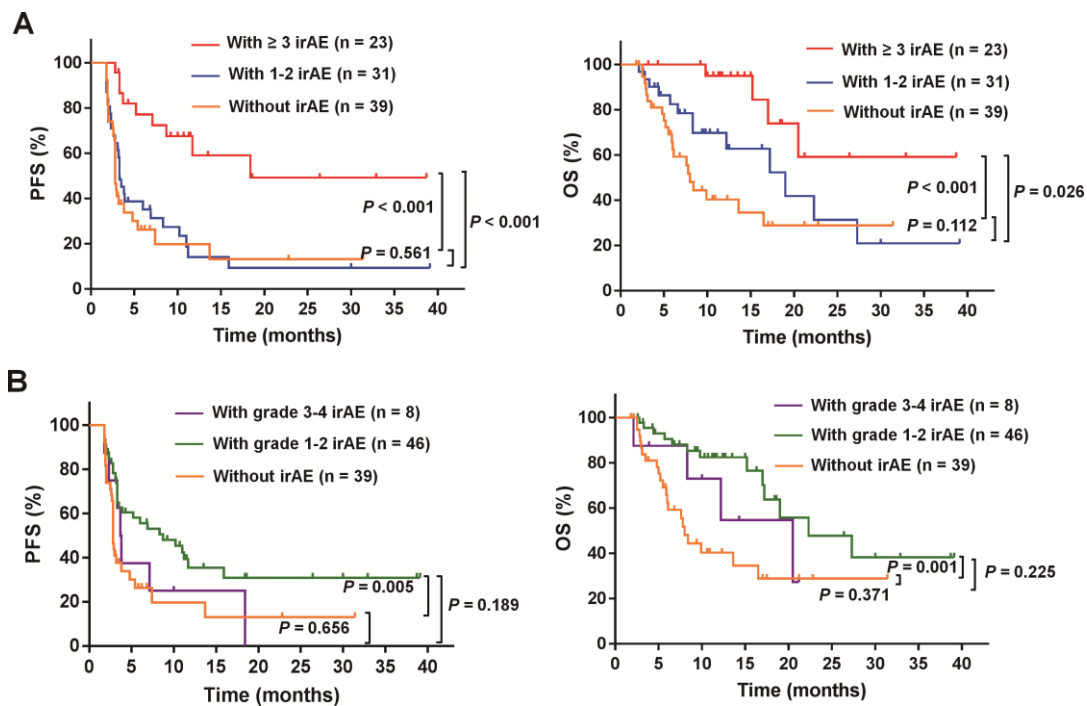 A
With ≥ 3 irAE (n = 23)
With 1-2 irAE (n = 31)
Without irAE (n = 39)
PFS (%)
100
80
60
40
20
0
P < 0.001
P < 0.001
P = 0.561
0 5 10 15 20 25 30 35 40
Time (months)
With ≥ 3 irAE (n = 23)
With 1-2 irAE (n = 31)
Without irAE (n = 39)
OS (%)
100
80
60
40
20
0
P < 0.001
P = 0.026
P = 0.112
0 5 10 15 20 25 30 35 40
Time (months)
B
With grade 3-4 irAE (n = 8)
With grade 1-2 irAE (n = 46)
Without irAE (n = 39)
PFS (%)
100
80
60
40
20
0
P = 0.005
P = 0.189
P = 0.656
0 5 10 15 20 25 30 35 40
Time (months)
With grade 3-4 irAE (n = 8)
With grade 1-2 irAE (n = 46)
Without irAE (n = 39)
OS (%)
100
80
60
40
20
0
P = 0.001
P = 0.225
P = 0.371
0 5 10 15 20 25 30 35 40
Time (months)